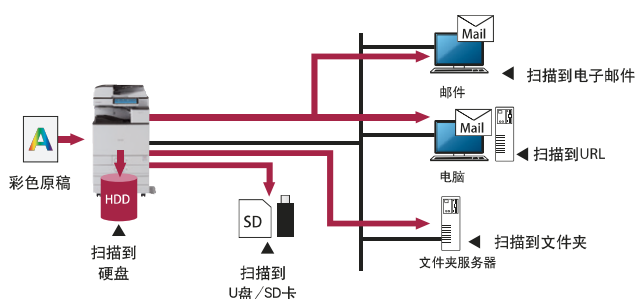 Mail
邮件
◀ 扫描到电子邮件
A
彩色原稿
Mail
电脑
◀ 扫描到URL
HDD
▲
扫描到
硬盘
SD
▲
扫描到
U盘/SD卡
文件夹服务器
◀ 扫描到文件夹